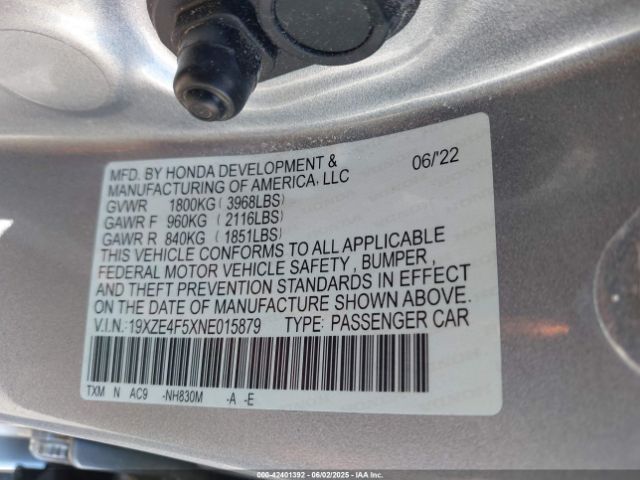 MFD. BY HONDA DEVELOPMENT & 06/'22
MANUFACTURING OF AMERICA, LLC
GVWR 1800KG (3968LBS)
GAWR F 960KG (2116LBS)
GAWR R 840KG (1851LBS)
THIS VEHICLE CONFORMS TO ALL APPLICABLE
FEDERAL MOTOR VEHICLE SAFETY, BUMPER,
AND THEFT PREVENTION STANDARDS IN EFFECT
ON THE DATE OF MANUFACTURE SHOWN ABOVE.
V.I.N.:19XZE4F5XNE015879 TYPE: PASSENGER CAR
TXM N AC9 -NH830M -A -E
000-42401392 06/02/2025 - IAAI.COM